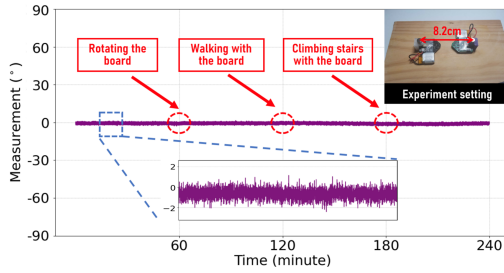 90
60
30
0
-30
-60
-90
Measurement (°)
Rotating the
board
Walking with
the board
Climbing stairs
with the board
8.2cm
Experiment setting
2
0
−2
60
120
180
240
Time (minute)